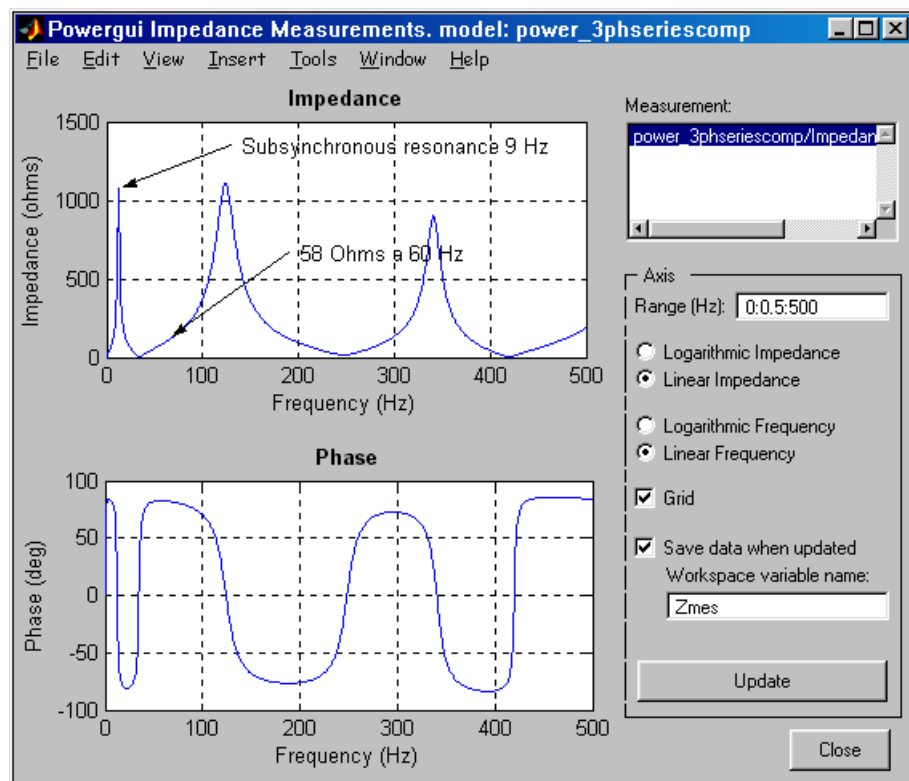 Powergui Impedance Measurements. model: power_3phseriescomp
File Edit View Insert Tools Window Help
Impedance
1500
1000
500
0
Impedance (ohms)
Subsynchronous resonance 9 Hz
58 Ohms a 60 Hz
0 100 200 300 400 500
Frequency (Hz)
Phase
100
50
0
-50
-100
Phase (deg)
0 100 200 300 400 500
Frequency (Hz)
Measurement:
power_3phseriescomp/Impedan
Axis
Range (Hz): 0:0.5:500
Logarithmic Impedance
Linear Impedance
Logarithmic Frequency
Linear Frequency
Grid
Save data when updated
Workspace variable name:
Zmes
Update
Close